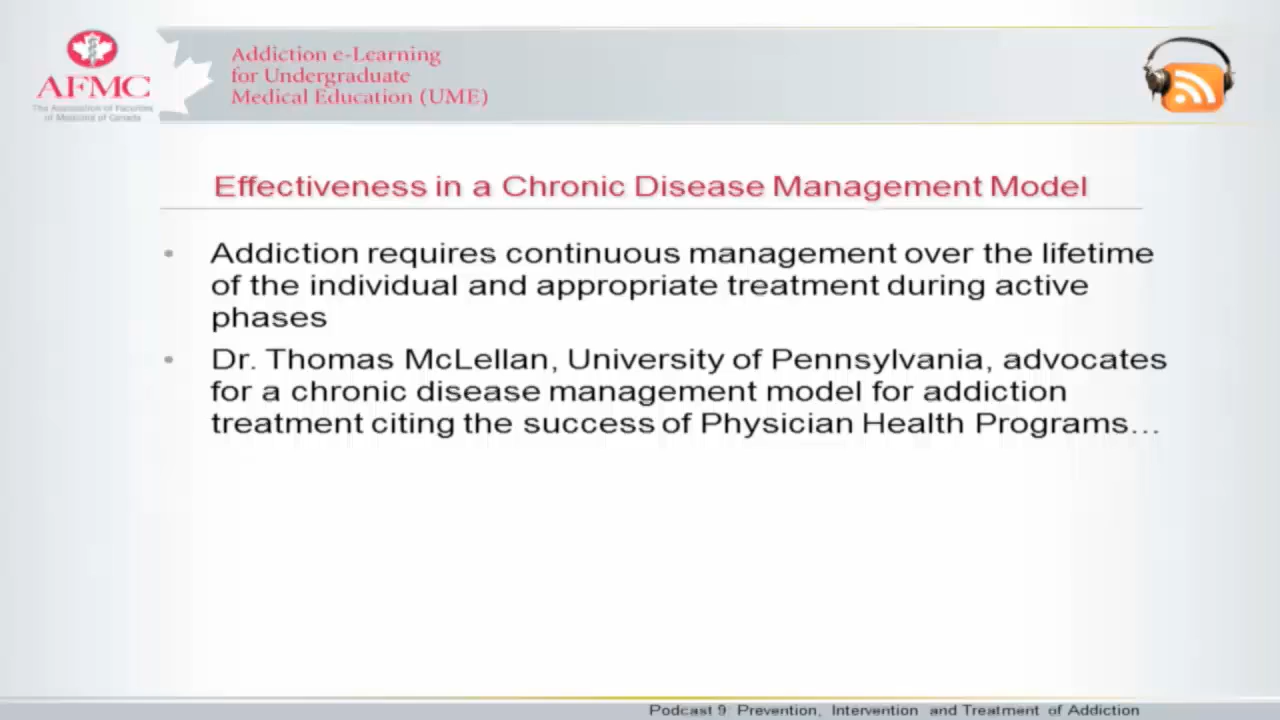 AFMC
The Association of Faculties
of Medicine of Canada
Addiction e-Learning
for Undergraduate
Medical Education (UME)
Effectiveness in a Chronic Disease Management Model
• Addiction requires continuous management over the lifetime
of the individual and appropriate treatment during active
phases
• Dr. Thomas McLellan, University of Pennsylvania, advocates
for a chronic disease management model for addiction
treatment citing the success of Physician Health Programs...
Podcast 9: Prevention, Intervention and Treatment of Addiction